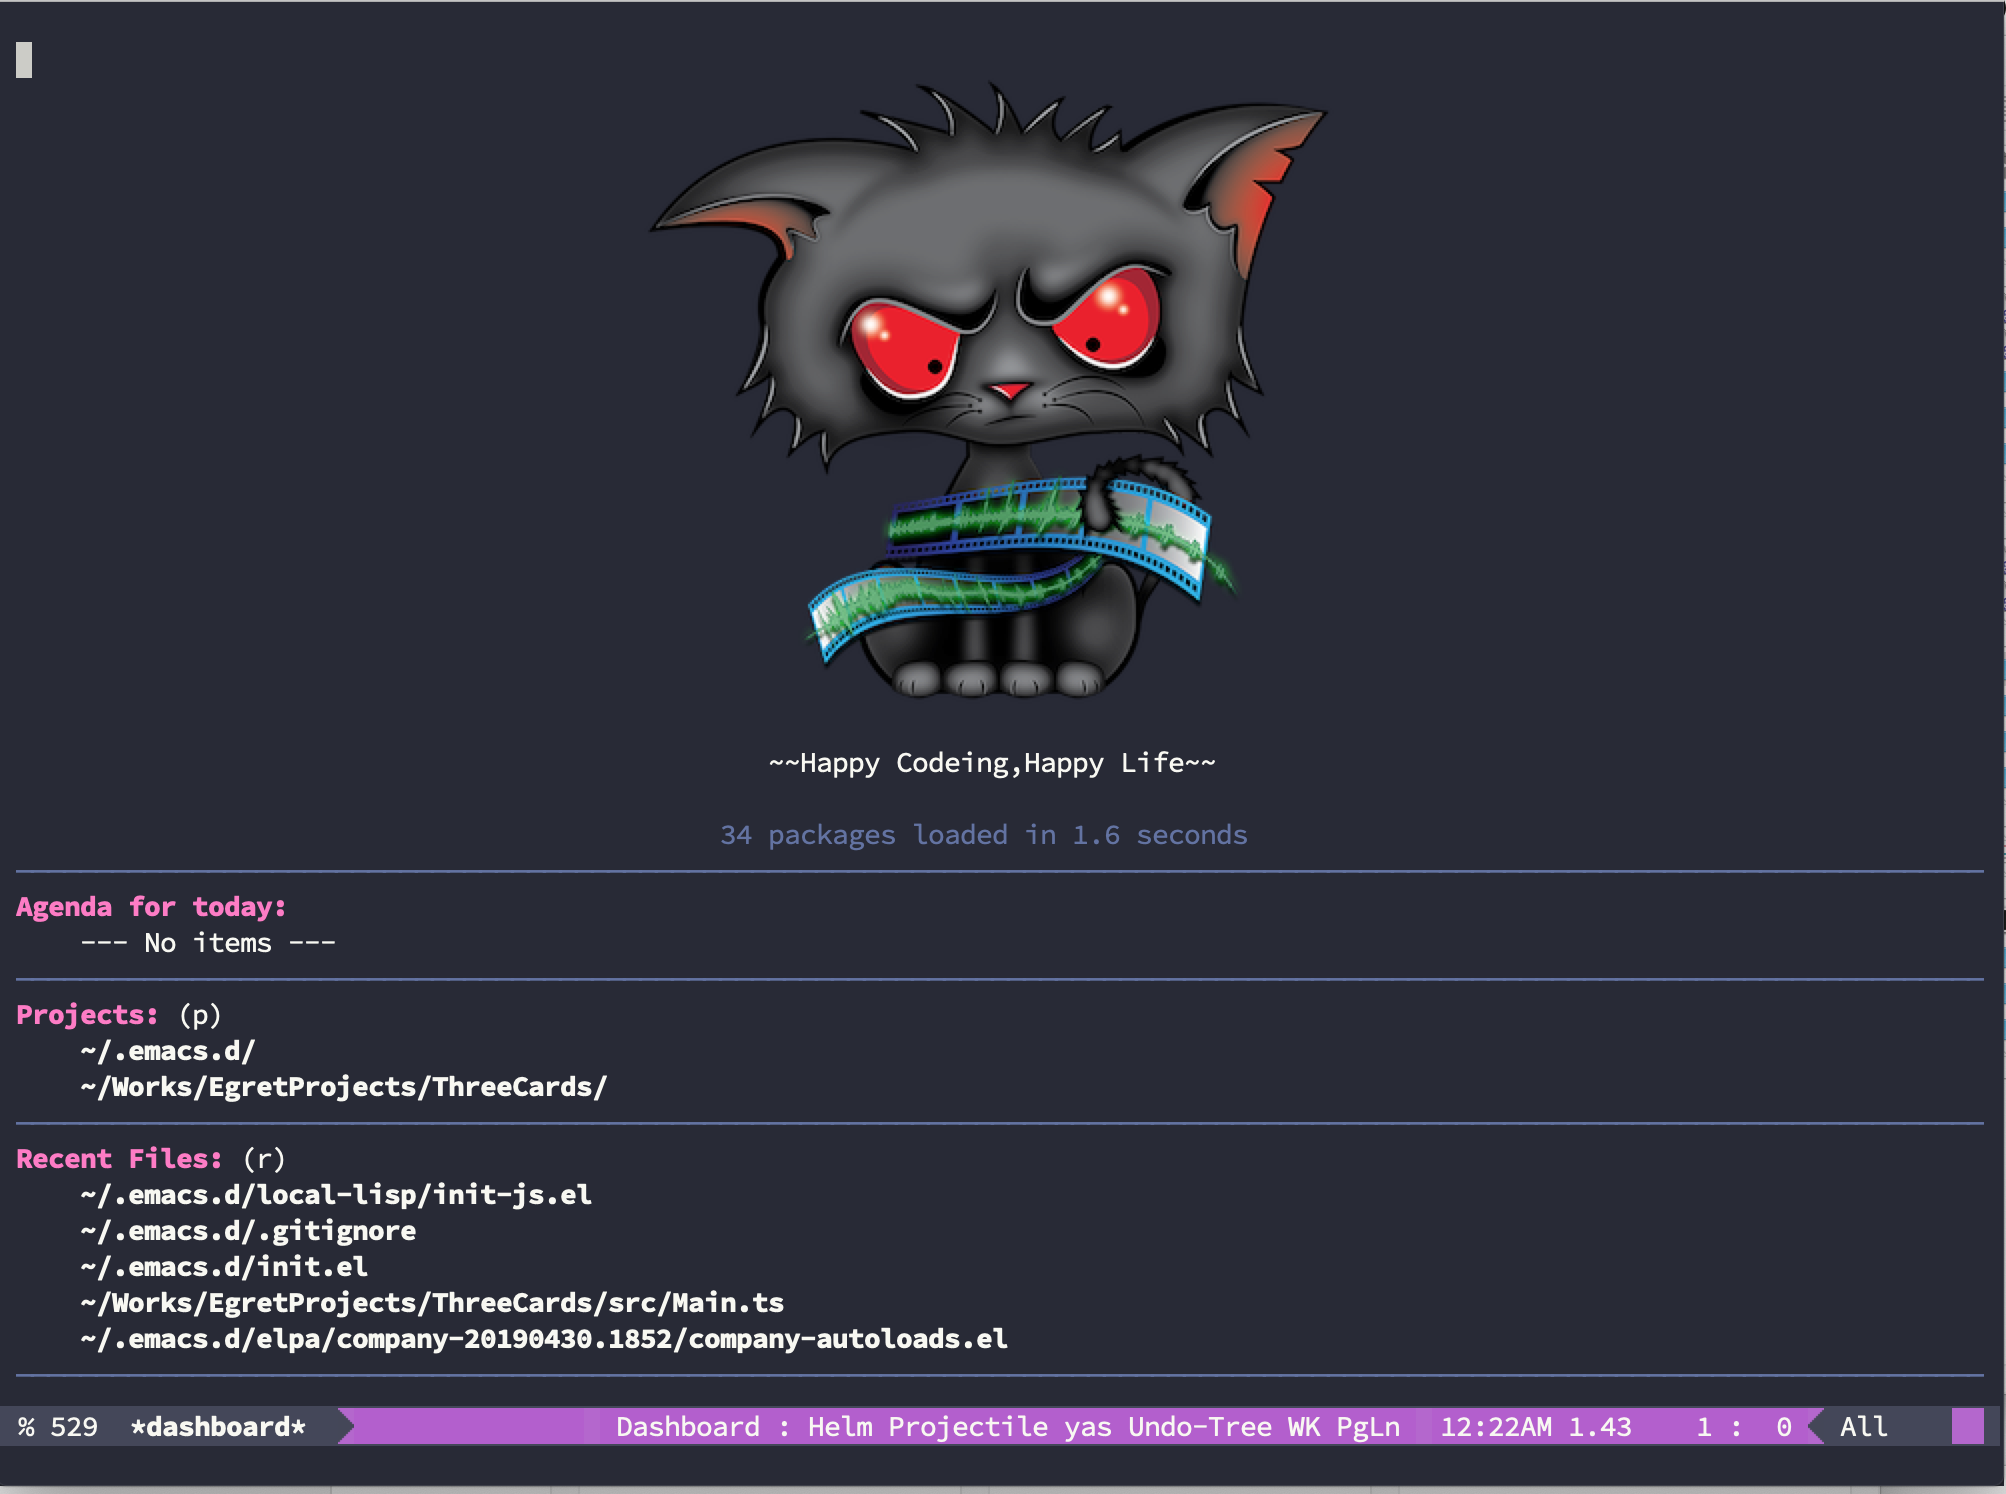 ~~Happy Codeing,Happy Life~~
34 packages loaded in 1.6 seconds
Agenda for today:
--- No items ---
Projects: (p)
~/.emacs.d/
~/Works/EgretProjects/ThreeCards/
Recent Files: (r)
~/.emacs.d/local-lisp/init-js.el
~/.emacs.d/.gitignore
~/.emacs.d/init.el
~/Works/EgretProjects/ThreeCards/src/Main.ts
~/.emacs.d/elpa/company-20190430.1852/company-autoloads.el
% 529 *dashboard* Dashboard : Helm Projectile yas Undo-Tree WK PgLn 12:22AM 1.43 1 : 0 All